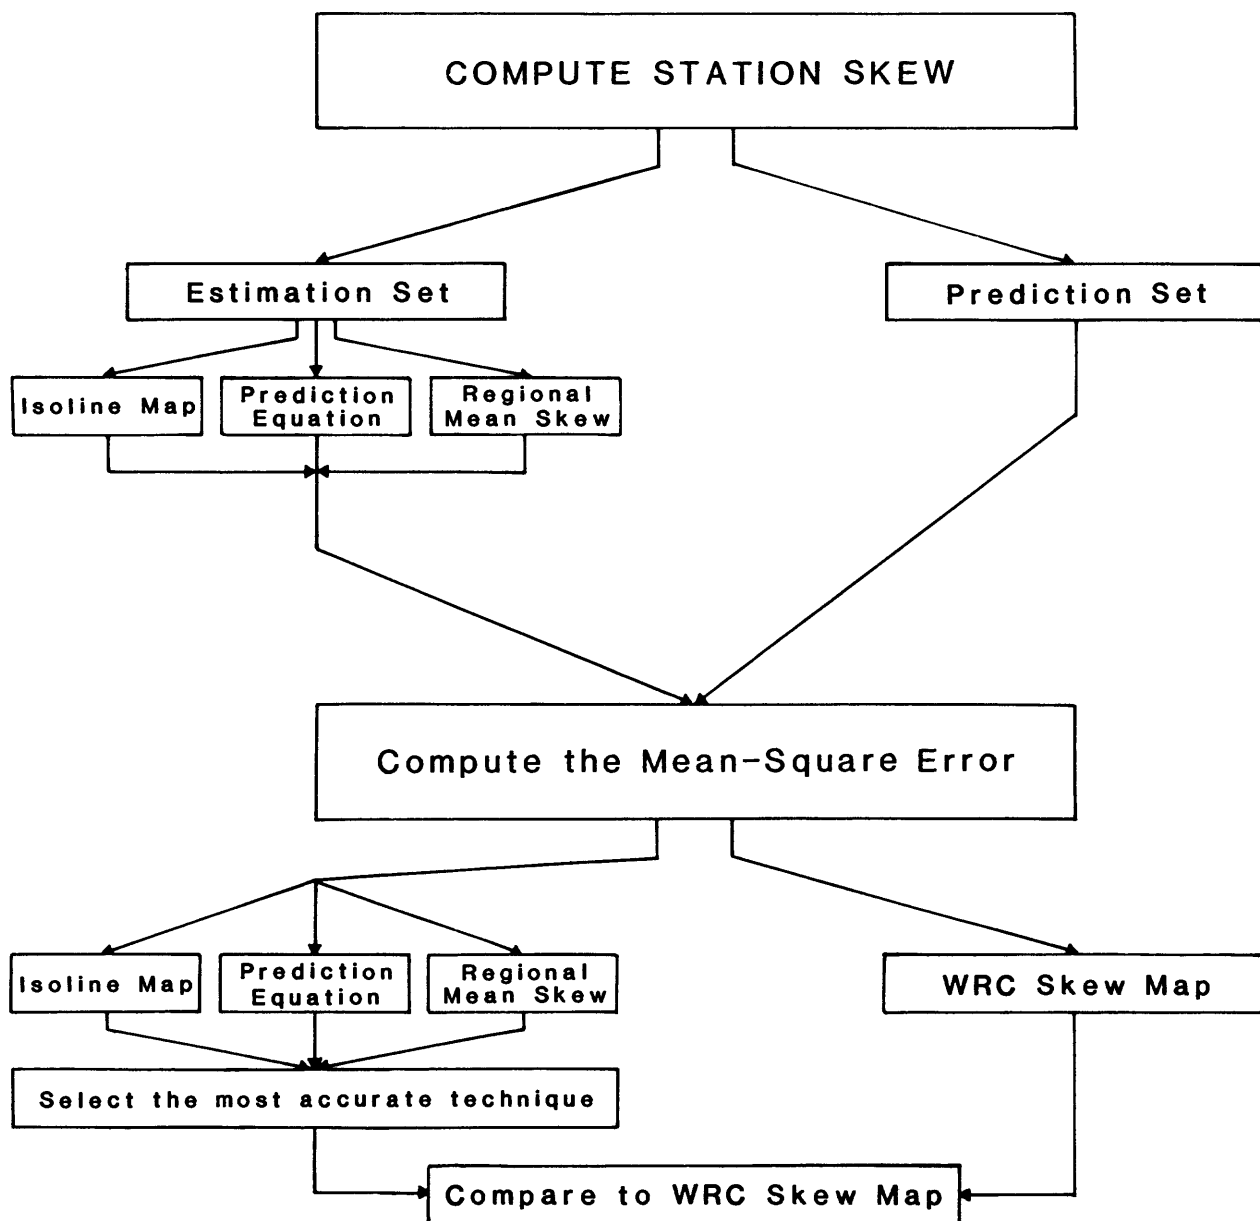 COMPUTE STATION SKEW
Estimation Set
Prediction Set
Isoline Map
Prediction
Equation
Regional
Mean Skew
Compute the Mean-Square Error
Isoline Map
Prediction
Equation
Regional
Mean Skew
WRC Skew Map
Select the most accurate technique
Compare to WRC Skew Map